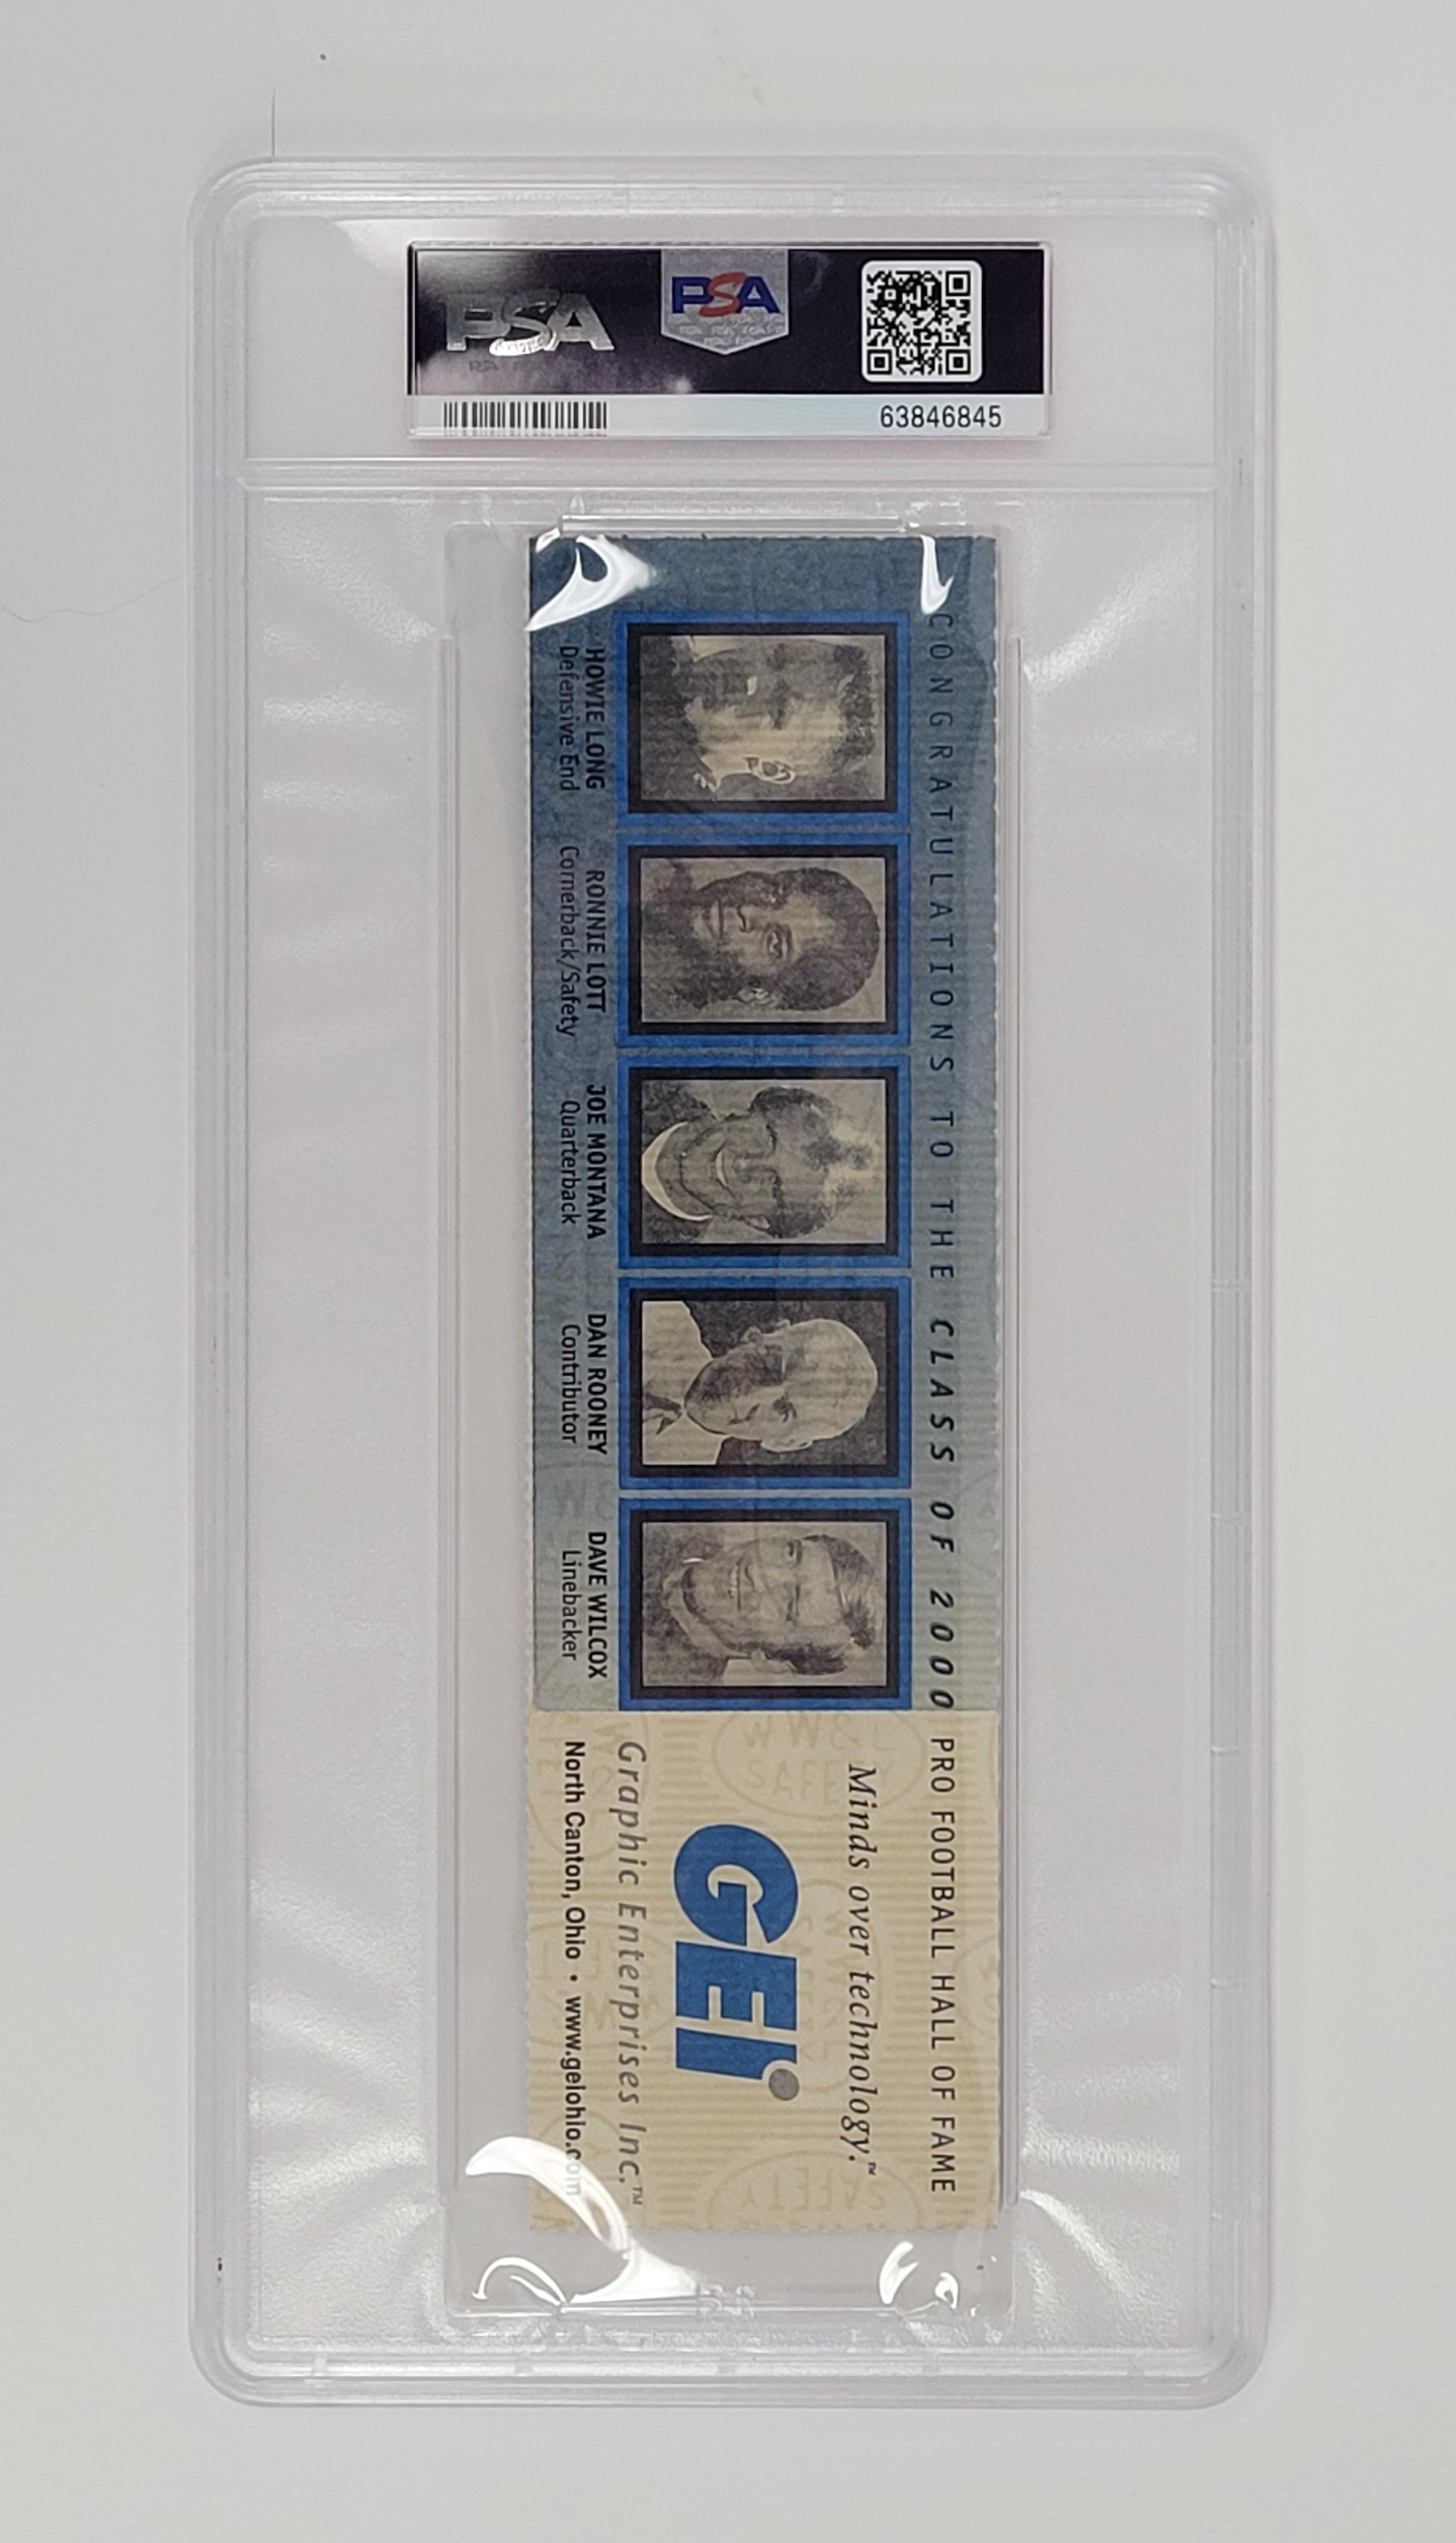 PSA
PSA
63846845
CONGRATULATIONS TO THE CLASS OF 2000
HOWIE LONG
Defensive End
RONNIE LOTT
Cornerback/Safety
JOE MONTANA
Quarterback
DAN ROONEY
Contributor
DAVE WILCOX
Linebacker
PRO FOOTBALL HALL OF FAME
Minds over technology.™
GEI
Graphic Enterprises Inc.™
North Canton, Ohio • www.geiohio.com